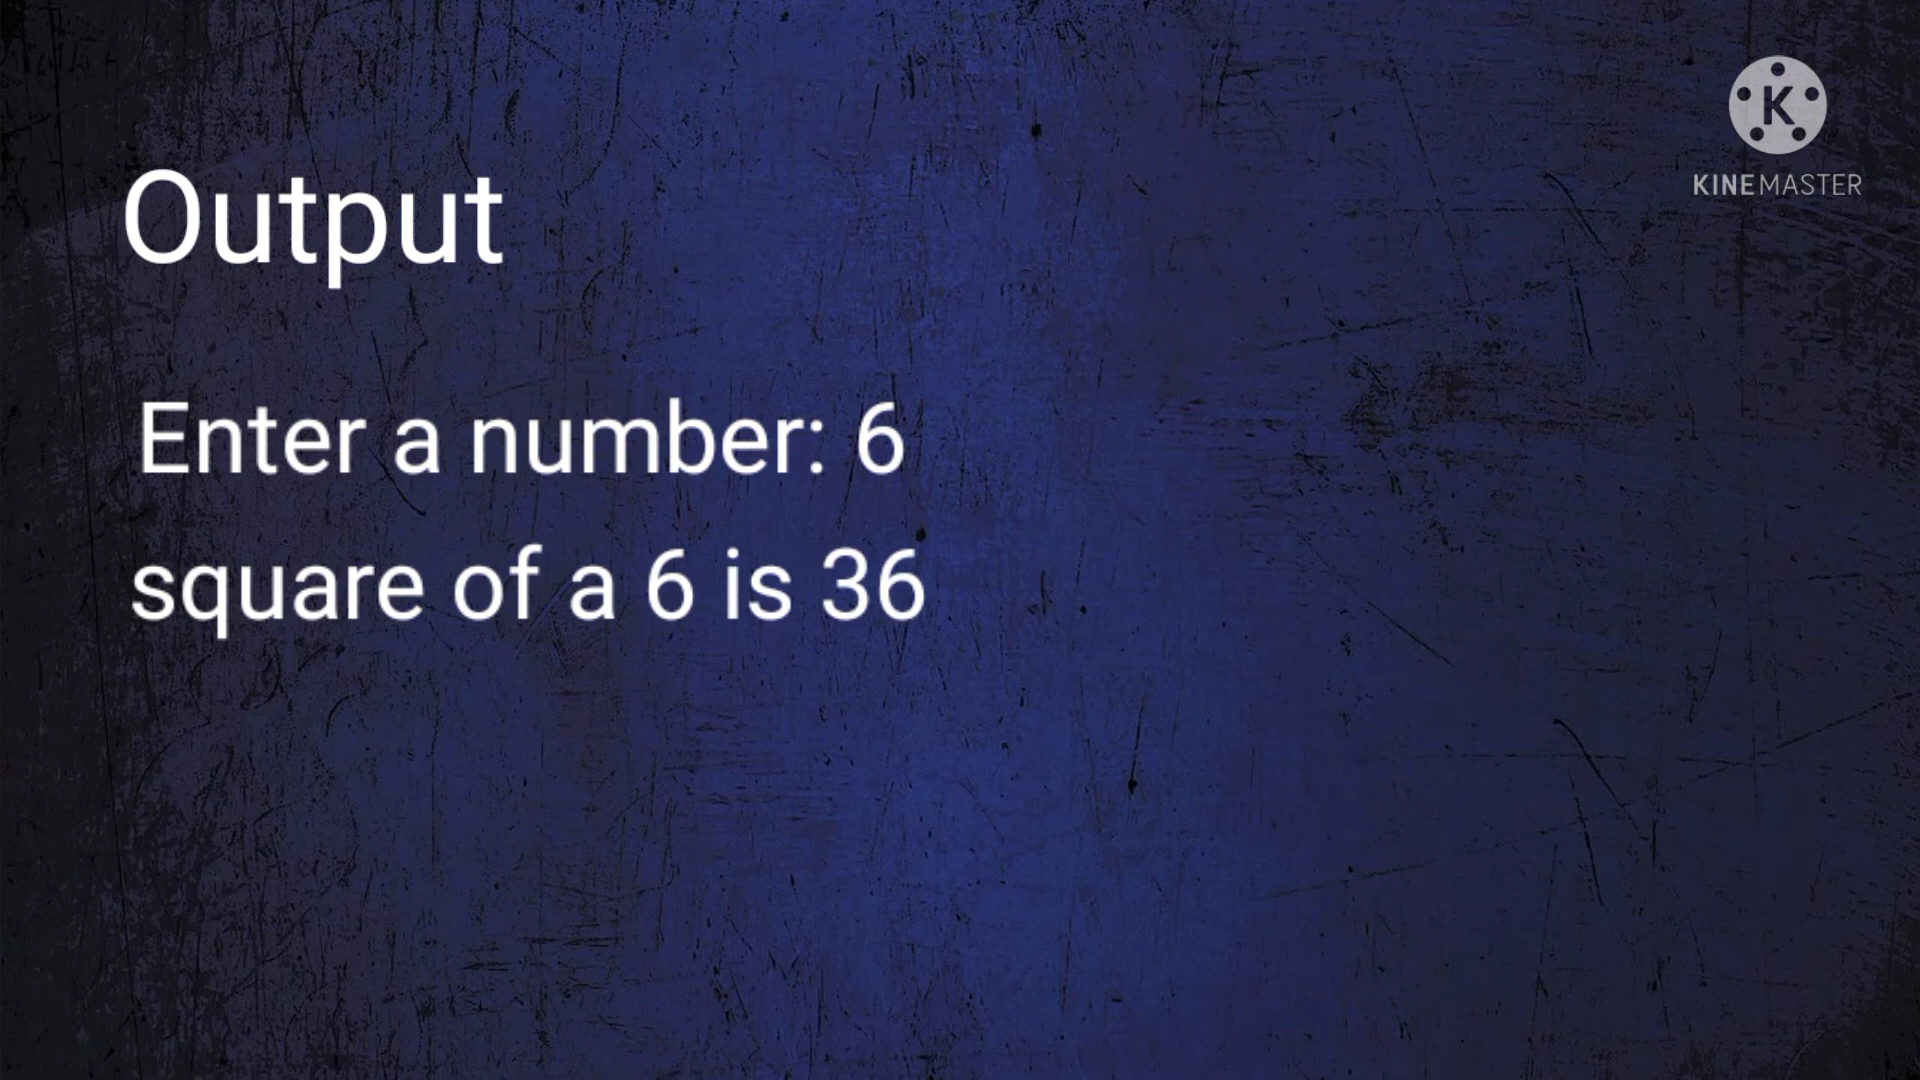 K
KINEMASTER
Output
Enter a number: 6
square of a 6 is 36